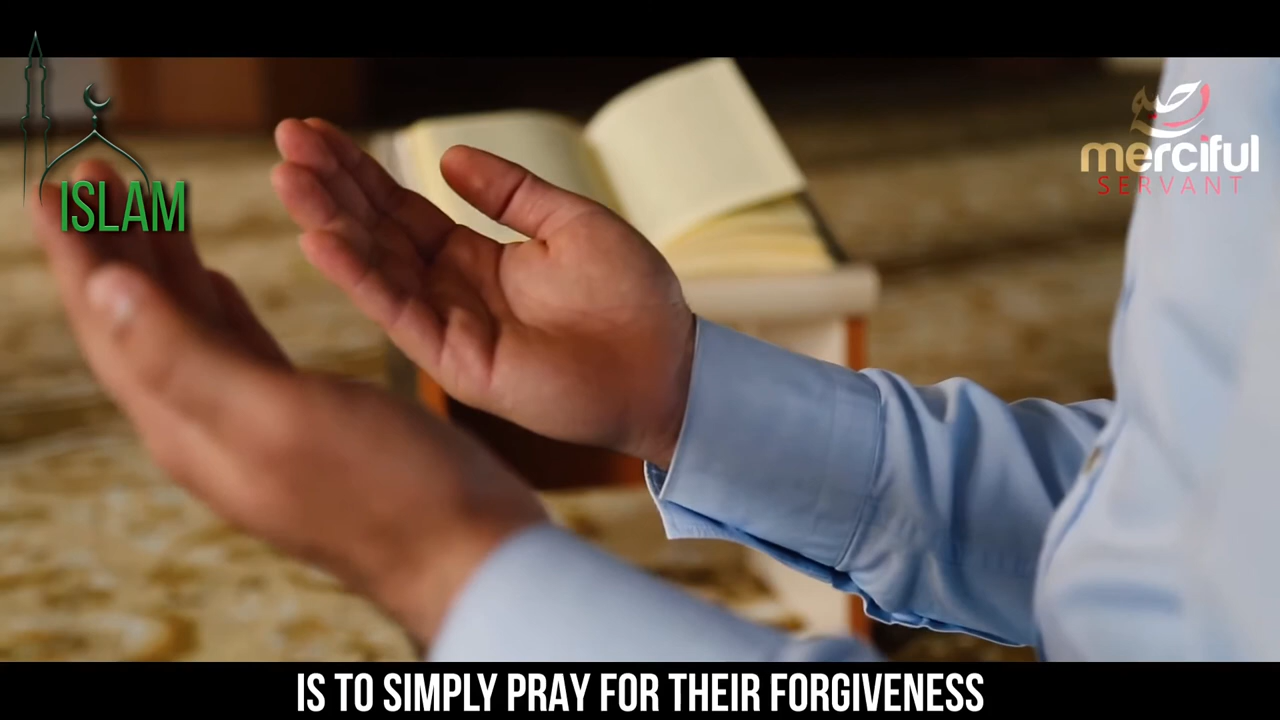 ISLAM
merciful
SERVANT
IS TO SIMPLY PRAY FOR THEIR FORGIVENESS